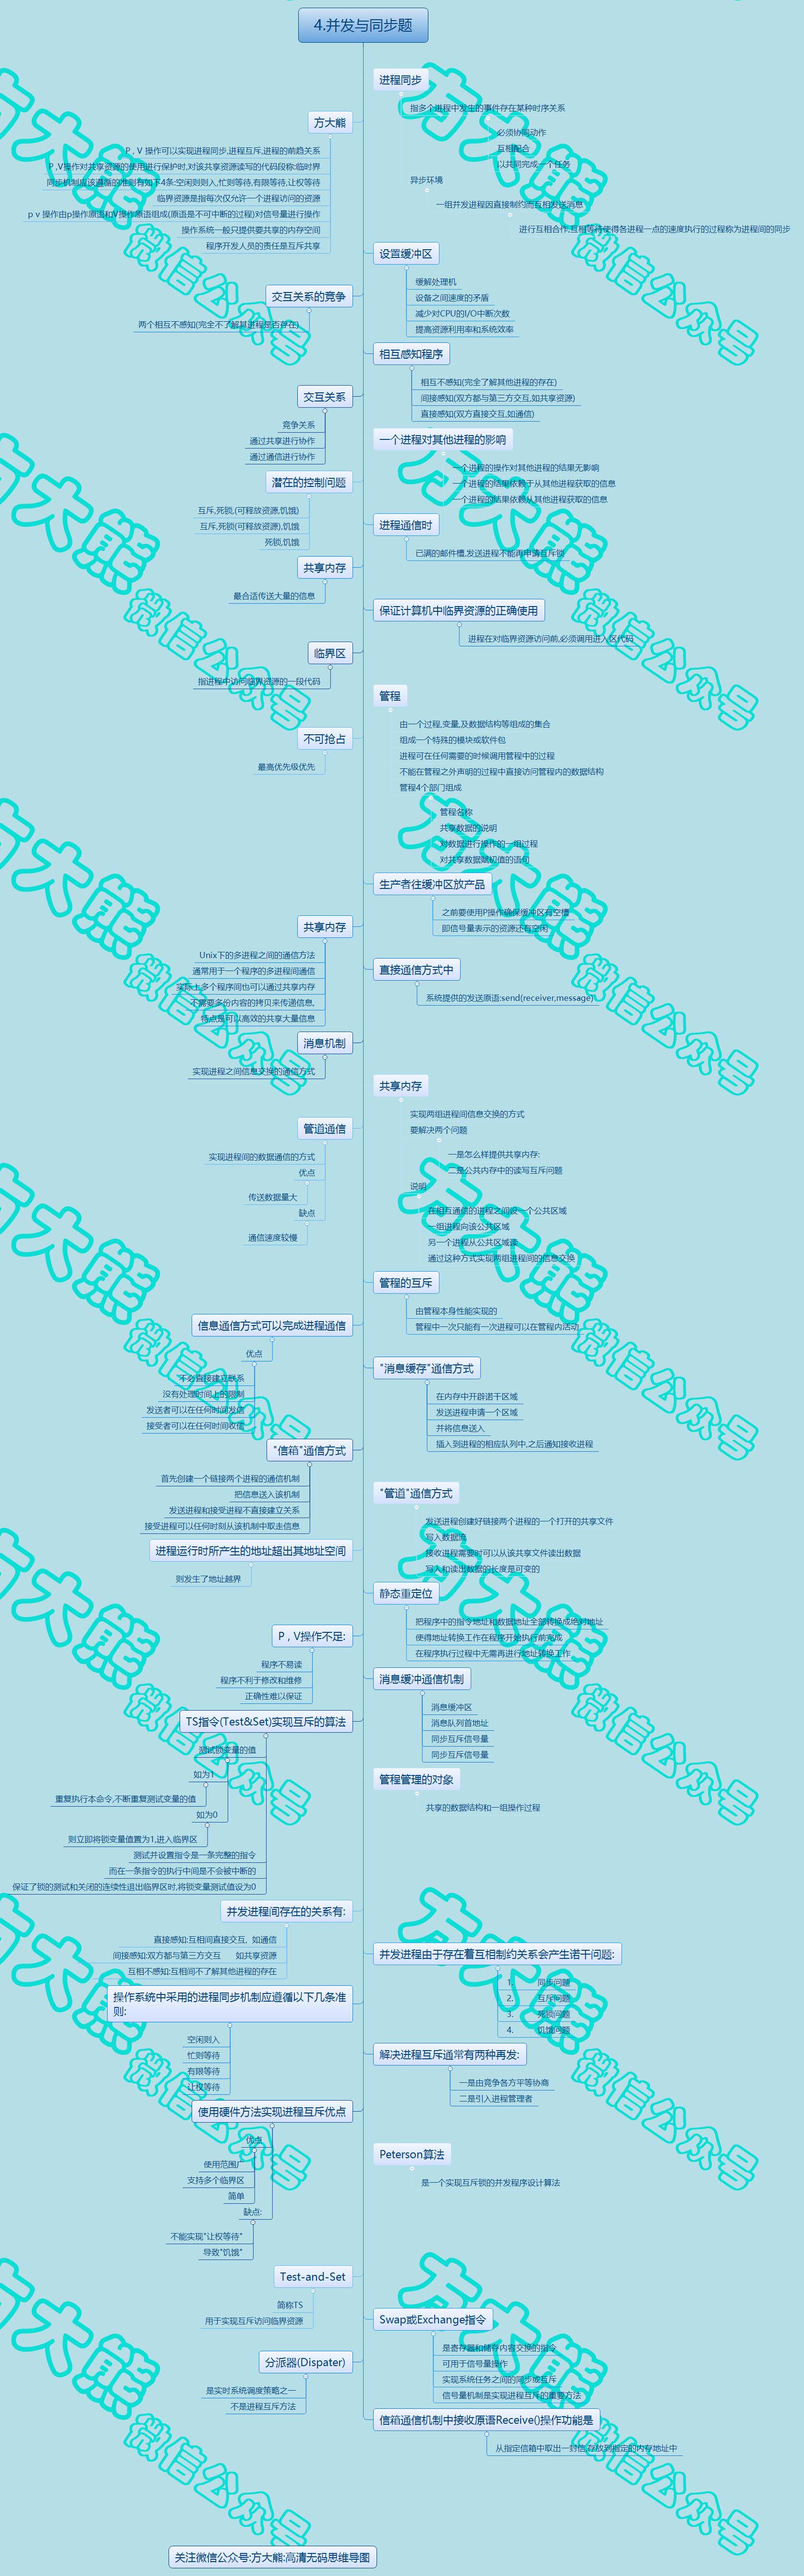 4.并发与同步题
进程同步
指多个进程中发生的事件存在某种时序关系
必须协同动作
互相配合
以共同完成一个任务
异步环境
一组并发进程因直接制约而互相发送消息
进行互相合作,互相等待使得各进程一点的速度执行的过程称为进程间的同步
设置缓冲区
缓解处理机
设备之间速度的矛盾
减少对CPU的I/O中断次数
提高资源利用率和系统效率
相互感知程序
相互不感知(完全了解其他进程的存在)
间接感知(双方都与第三方交互,如共享资源)
直接感知(双方直接交互,如通信)
一个进程对其他进程的影响
一个进程的操作对其他进程的结果无影响
一个进程的结果依赖于从其他进程获取的信息
一个进程的结果依赖从其他进程获取的信息
进程通信时
已满的邮件槽,发送进程不能再申请互斥锁
保证计算机中临界资源的正确使用
进程在对临界资源访问前,必须调用进入区代码
管程
由一个过程,变量,及数据结构等组成的集合
组成一个特殊的模块或软件包
进程可在任何需要的时候调用管程中的过程
不能在管程之外声明的过程中直接访问管程内的数据结构
管程4个部门组成
管程名称
共享数据的说明
对数据进行操作的一组过程
对共享数据赋初值的语句
生产者往缓冲区放产品
之前要使用P操作确保缓冲区有空槽
即信号量表示的资源还有空闲
直接通信方式中
系统提供的发送原语:send(receiver,message)
共享内存
实现两组进程间信息交换的方式
要解决两个问题
一是怎么样提供共享内存:
二是公共内存中的读写互斥问题
说明
在相互通信的进程之间设一个公共区域
一组进程向该公共区域
另一个进程从公共区域读
通过这种方式实现两组进程间的信息交换
管程的互斥
由管程本身性能实现的
管程中一次只能有一次进程可以在管程内活动
"消息缓存"通信方式
在内存中开辟诺干区域
发送进程申请一个区域
并将信息送入
插入到进程的相应队列中,之后通知接收进程
"管道"通信方式
发送进程创建好链接两个进程的一个打开的共享文件
写入数据流
接收进程需要时可以从该共享文件读出数据
写入和读出数据的长度是可变的
静态重定位
把程序中的指令地址和数据地址全部转换成绝对地址
使得地址转换工作在程序开始执行前完成
在程序执行过程中无需再进行地址转换工作
消息缓冲通信机制
消息缓冲区
消息队列首地址
同步互斥信号量
同步互斥信号量
管程管理的对象
共享的数据结构和一组操作过程
并发进程由于存在着互相制约关系会产生诺干问题:
1. 同步问题
2. 互斥问题
3. 死锁问题
4. 饥饿问题
解决进程互斥通常有两种再发:
一是由竞争各方平等协商
二是引入进程管理者
Peterson算法
是一个实现互斥锁的并发程序设计算法
Swap或Exchange指令
是寄存器和储存内容交换的指令
可用于信号量操作
实现系统任务之间的同步或互斥
信号量机制是实现进程互斥的重要方法
信箱通信机制中接收原语Receive()操作功能是
从指定信箱中取出一封信,存放到指定的内存地址中
方大熊
P , V 操作可以实现进程同步,进程互斥,进程的前趋关系
P ,V操作对共享资源的使用进行保护时,对该共享资源读写的代码段称:临时界
同步机制应该遵备的准则有如下4条:空闲则则入,忙则等待,有限等待,让权等待
临界资源是指每次仅允许一个进程访问的资源
p v 操作由p操作原语和V操作原语组成(原语是不可中断的过程)对信号量进行操作
操作系统一般只提供要共享的内存空间
程序开发人员的责任是互斥共享
交互关系的竞争
两个相互不感知(完全不了解其进程是否存在)
交互关系
竞争关系
通过共享进行协作
通过通信进行协作
潜在的控制问题
互斥,死锁,(可释放资源,饥饿)
互斥,死锁(可释放资源),饥饿
死锁,饥饿
共享内存
最合适传送大量的信息
临界区
指进程中访问临界资源的一段代码
不可抢占
最高优先级优先
共享内存
Unix下的多进程之间的通信方法
通常用于一个程序的多进程间通信
实际上多个程序间也可以通过共享内存
不需要多份内容的拷贝来传递信息,
特点是可以高效的共享大量信息
消息机制
实现进程之间信息交换的通信方式
管道通信
实现进程间的数据通信的方式
优点
传送数据量大
缺点
通信速度较慢
信息通信方式可以完成进程通信
优点
不必直接建立联系
没有处理时间上的限制
发送者可以在任何时间发信
接受者可以在任何时间收信
"信箱"通信方式
首先创建一个链接两个进程的通信机制
把信息送入该机制
发送进程和接受进程不直接建立关系
接受进程可以任何时刻从该机制中取走信息
进程运行时所产生的地址超出其地址空间
则发生了地址越界
P , V操作不足:
程序不易读
程序不利于修改和维修
正确性难以保证
TS指令(Test&Set)实现互斥的算法
测试锁变量的值
如为1
重复执行本命令,不断重复测试变量的值
如为0
则立即将锁变量值置为1,进入临界区
测试并设置指令是一条完整的指令
而在一条指令的执行中间是不会被中断的
保证了锁的测试和关闭的连续性退出临界区时,将锁变量测试值设为0
并发进程间存在的关系有:
直接感知:互相间直接交互, 如通信
间接感知:双方都与第三方交互 如共享资源
互相不感知:互相间不了解其他进程的存在
操作系统中采用的进程同步机制应遵循以下几条准
则:
空闲则入
忙则等待
有限等待
让权等待
使用硬件方法实现进程互斥优点
优点
使用范围广
支持多个临界区
简单
缺点:
不能实现"让权等待"
导致"饥饿"
Test-and-Set
简称TS
用于实现互斥访问临界资源
分派器(Dispater)
是实时系统调度策略之一
不是进程互斥方法
关注微信公众号:方大熊:高清无码思维导图